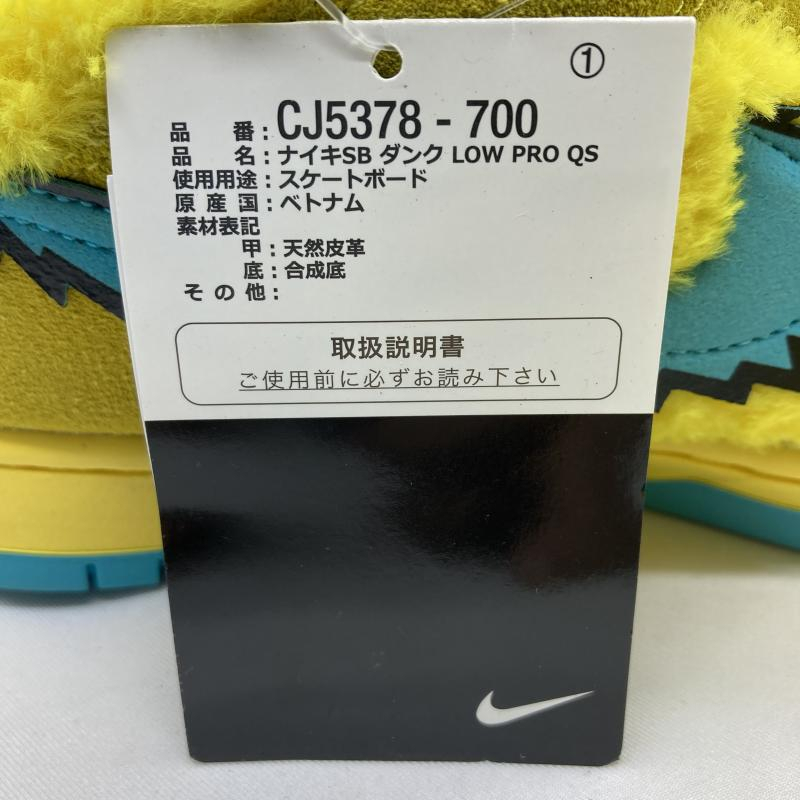 ①
品 番：CJ5378 - 700
品 名：ナイキSB ダンク LOW PRO QS
使用用途：スケートボード
原 産 国：ベトナム
素材表記
甲：天然皮革
底：合成底
そ の 他：
取扱説明書
ご使用前に必ずお読み下さい